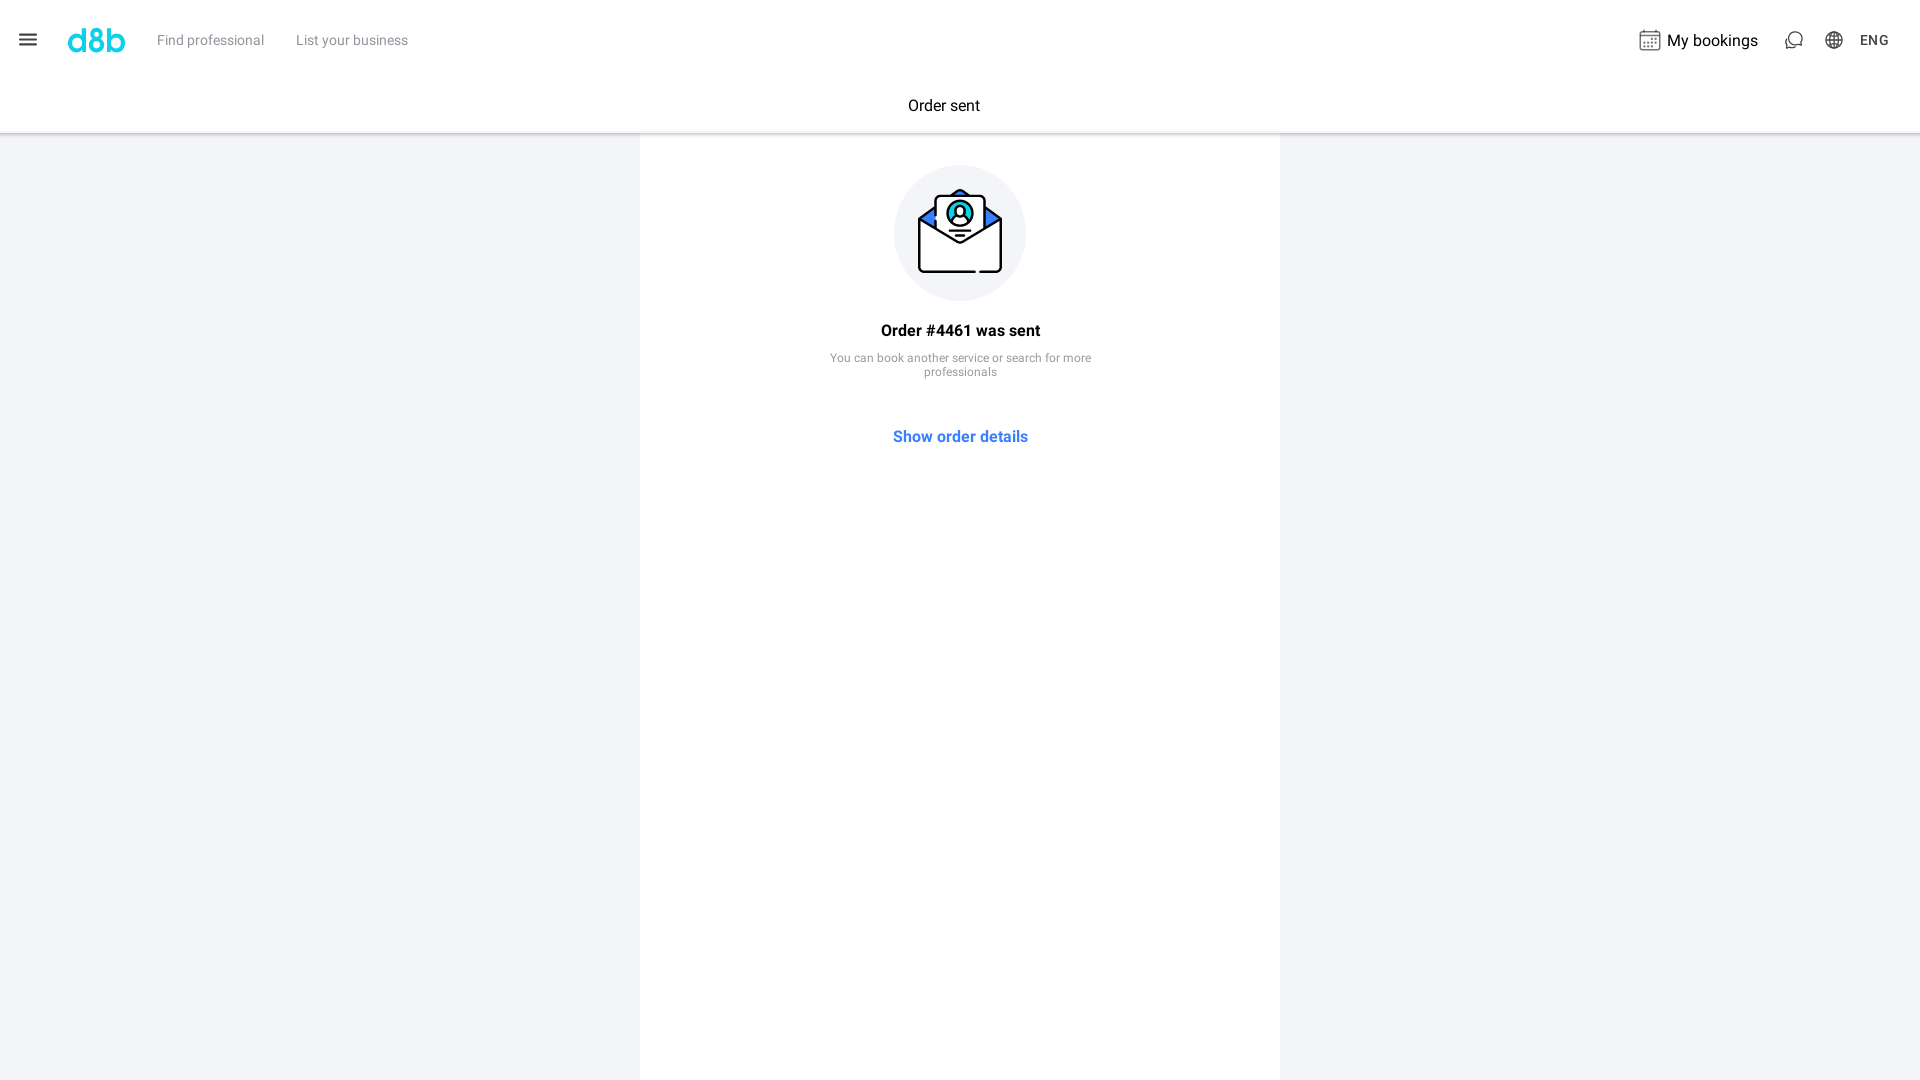 d8b
Find professional
List your business
My bookings
ENG
Order sent
Order #4461 was sent
You can book another service or search for more
professionals
Show order details